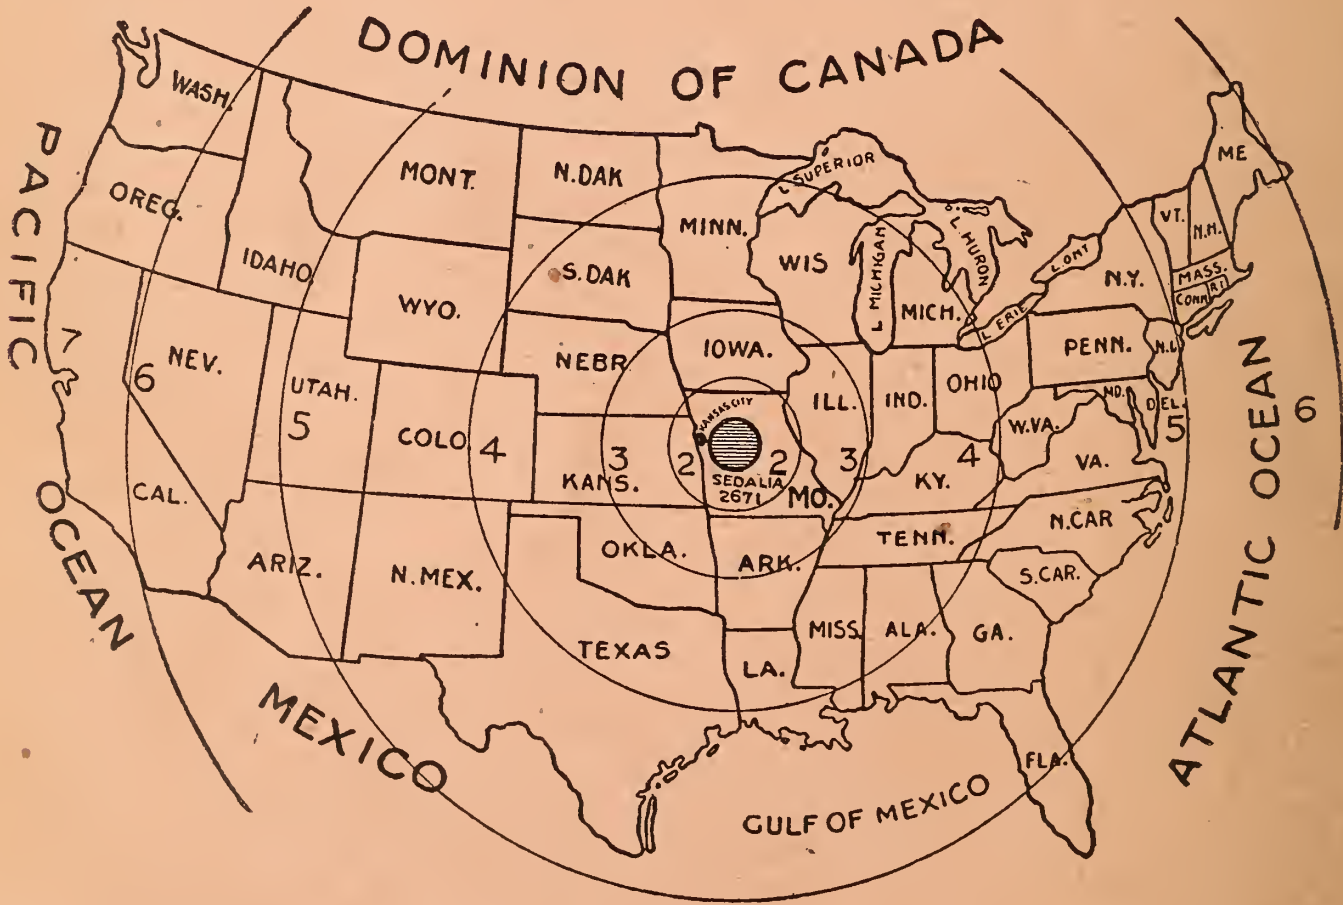 DOMINION OF CANADA
PACIFIC
OCEAN
WASH.
OREG.
IDAHO
MONT.
N.DAK
S.DAK
MINN.
WIS
L. SUPERIOR
L. MICHIGAN
L. HURON
MICH.
L. ERIE
L. ONT
N.Y.
VT.
N.H.
ME
MASS.
CONN
R.I
WYO.
NEBR
IOWA.
ILL.
IND.
OHIO
PENN.
N.J.
MD.
DEL.
W.VA.
VA.
6
NEV.
UTAH.
5
COLO
4
3
KANS.
2
KANSAS CITY
SEDALIA
2671
2
MO.
3
4
KY.
5
6
CAL.
ARIZ.
N.MEX.
OKLA.
ARK.
TENN.
N.CAR
S.CAR.
TEXAS
LA.
MISS
ALA.
GA.
FLA.
MEXICO
GULF OF MEXICO
ATLANTIC OCEAN